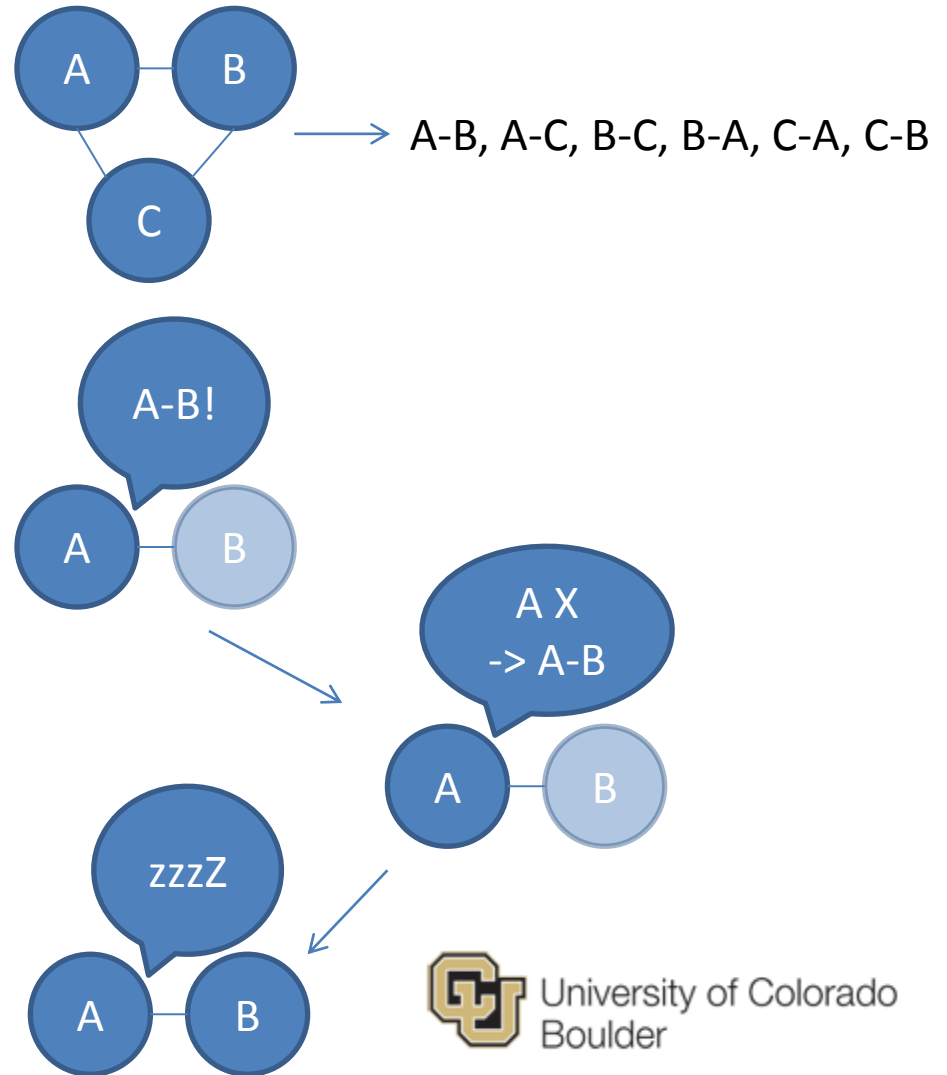 A
B
A-B, A-C, B-C, B-A, C-A, C-B
C
A-B!
A
B
A X
-> A-B
A
B
zzzZ
A
B
University of Colorado
Boulder